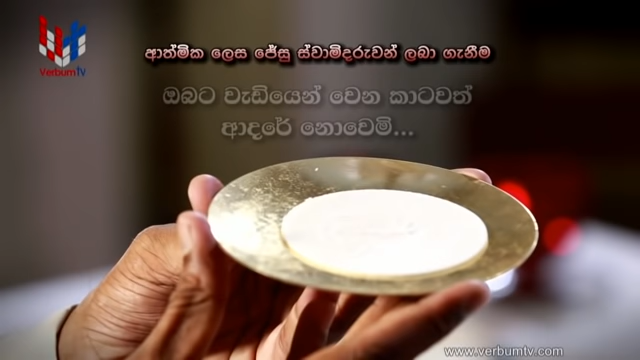 VerbumTV
ආත්මික ලෙස ජේසු ස්වාමිදරුවන් ලබා ගැනීම
ඔබට වැඩියෙන් වෙන කාටවත්
ආදරේ නොවෙමි...
www.verbumtv.com